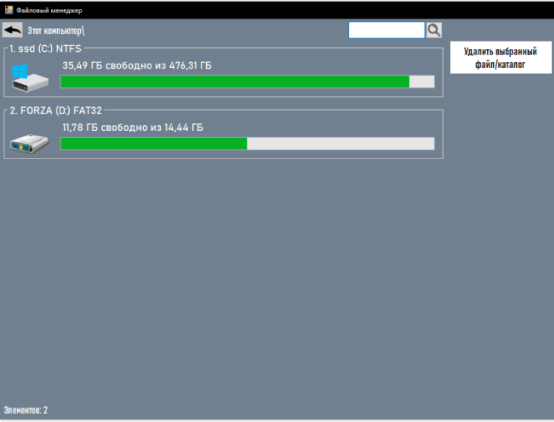 Файловый менеджер
Этот компьютер\
1. ssd (C:) NTFS
35,49 ГБ свободно из 476,31 ГБ
Удалить выбранный
файл/каталог
2. FORZA (D:) FAT32
11,78 ГБ свободно из 14,44 ГБ
Элементов: 2